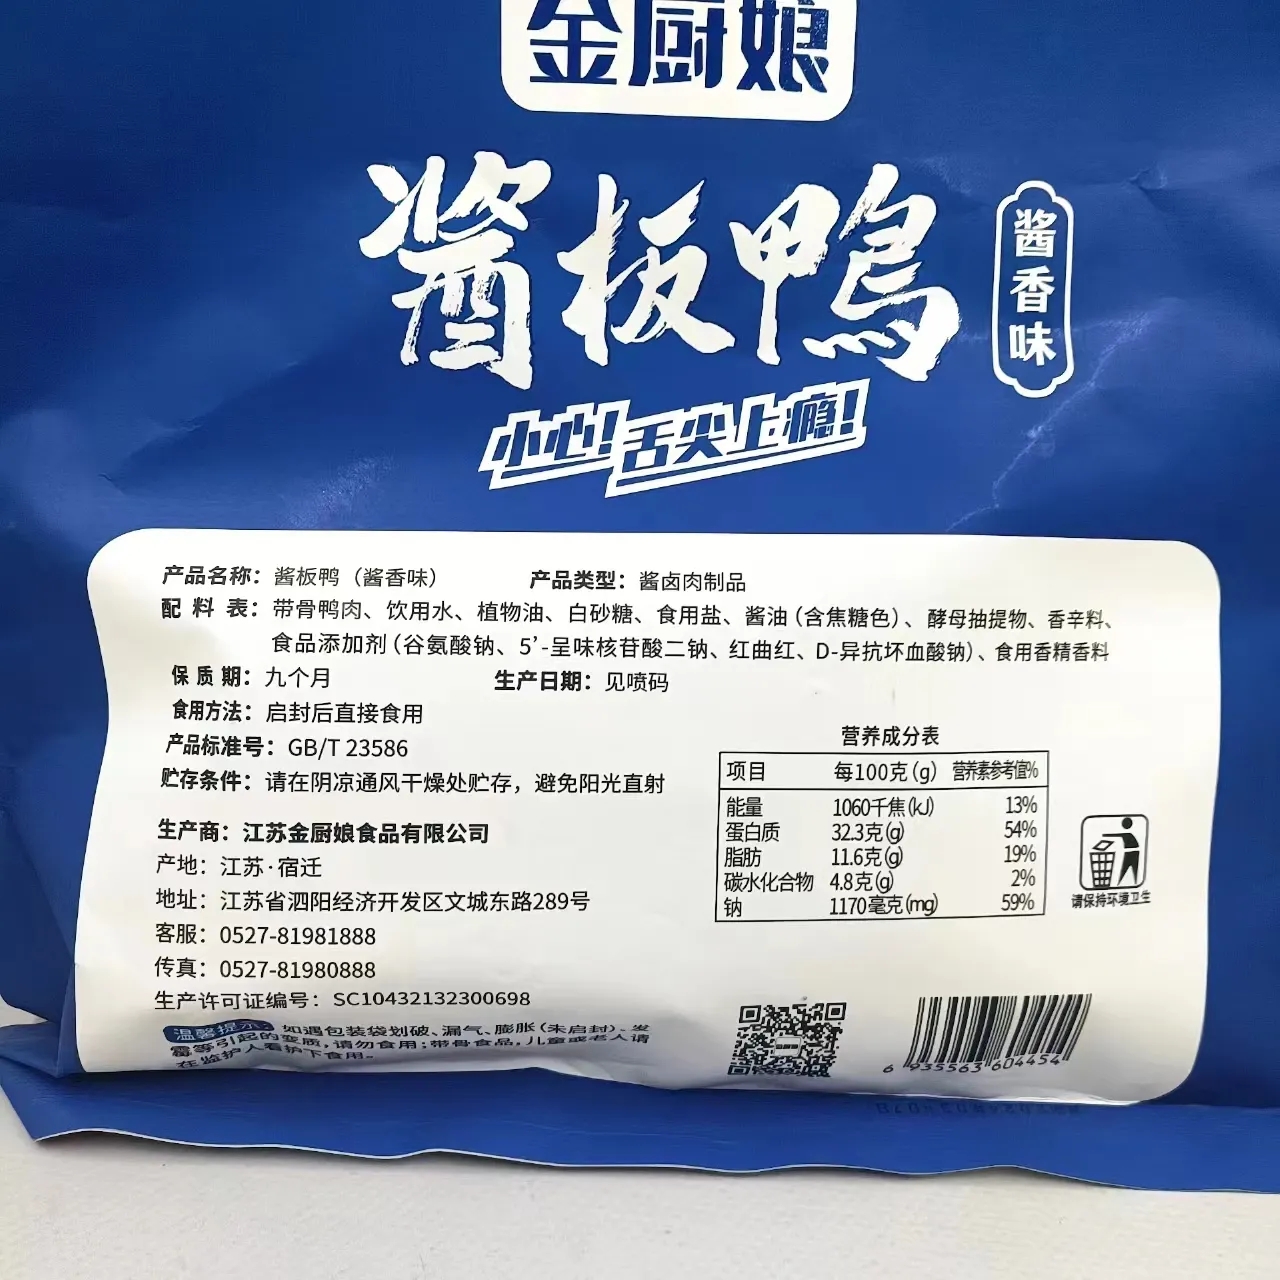 金厨娘
酱板鸭
酱香味
小心!舌尖上瘾!
产品名称：酱板鸭（酱香味） 产品类型：酱卤肉制品
配 料 表：带骨鸭肉、饮用水、植物油、白砂糖、食用盐、酱油（含焦糖色）、酵母抽提物、香辛料、
食品添加剂（谷氨酸钠、5’-呈味核苷酸二钠、红曲红、D-异抗坏血酸钠）、食用香精香料
保 质 期：九个月 生产日期：见喷码
食用方法：启封后直接食用
产品标准号：GB/T 23586
贮存条件：请在阴凉通风干燥处贮存，避免阳光直射
生产商：江苏金厨娘食品有限公司
产地：江苏·宿迁
地址：江苏省泗阳经济开发区文城东路289号
客服：0527-81981888
传真：0527-81980888
生产许可证编号：SC10432132300698
温馨提示：如遇包装袋划破、漏气、膨胀（未启封）、发
霉等引起的变质，请勿食用；带骨食品，儿童或老人请
在监护人看护下食用。
营养成分表
项目 每100克(g) 营养素参考值%
能量 1060千焦(kJ) 13%
蛋白质 32.3克(g) 54%
脂肪 11.6克(g) 19%
碳水化合物 4.8克(g) 2%
钠 1170毫克(mg) 59%
请保持环境卫生
6 935563 604454